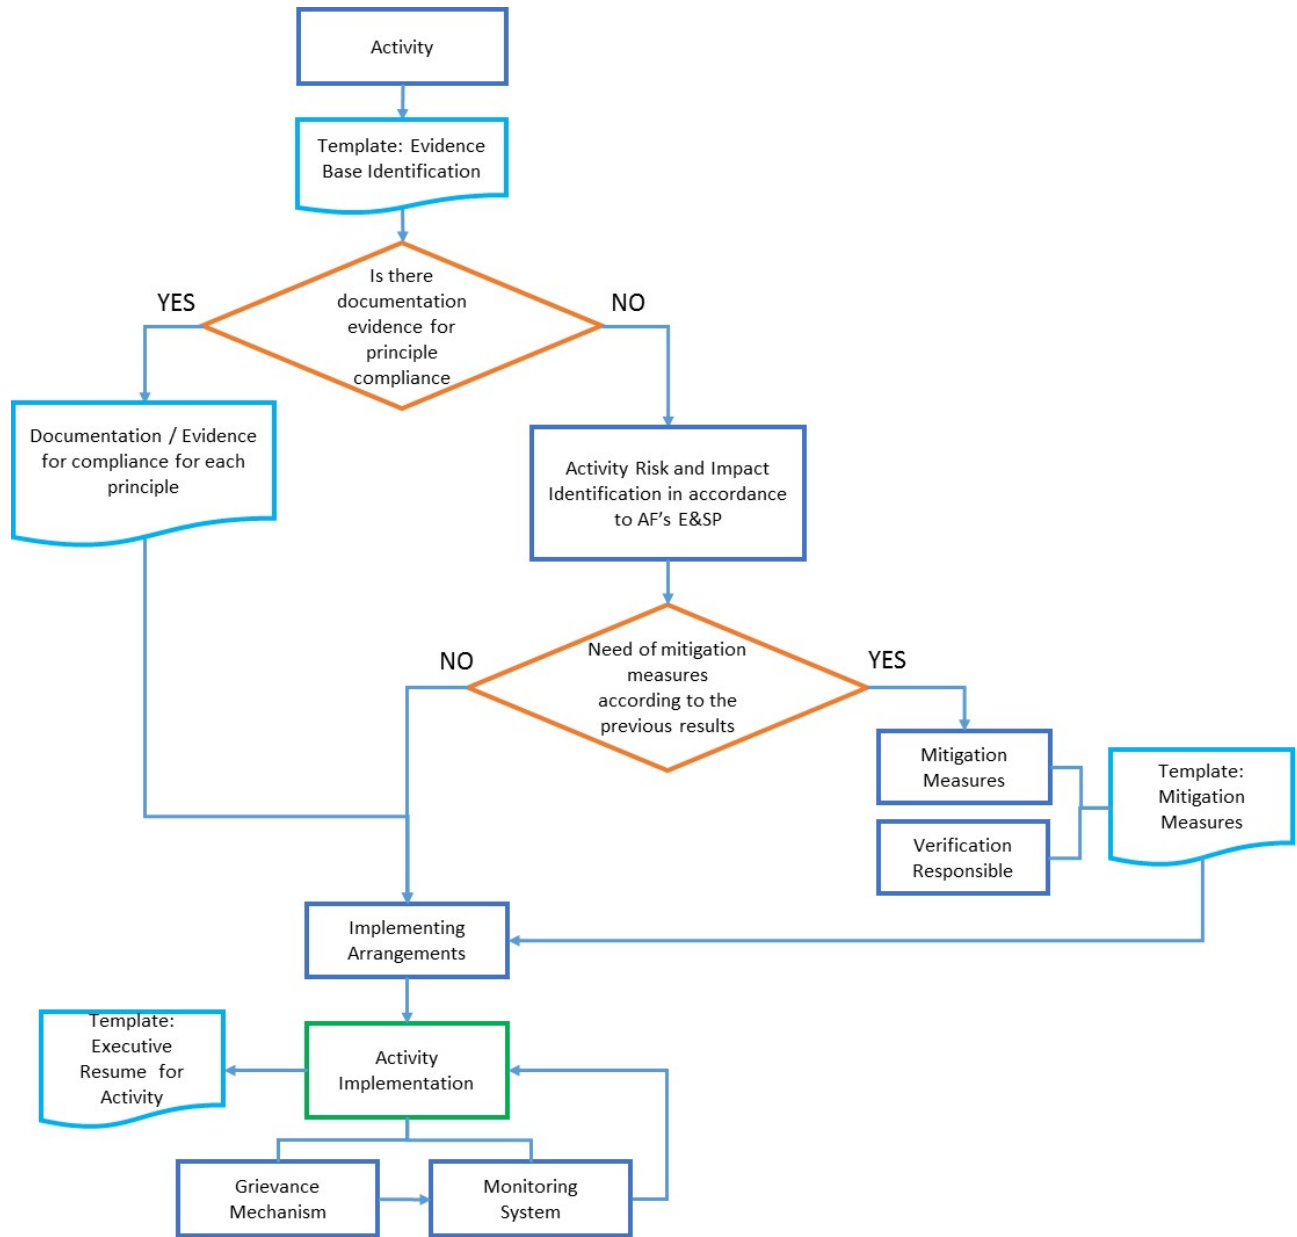 Activity
Template: Evidence
Base Identification
Is there
documentation
evidence for
principle
compliance
YES
NO
Documentation / Evidence
for compliance for each
principle
Activity Risk and Impact
Identification in accordance
to AF's E&SP
Need of mitigation
measures
according to the
previous results
NO
YES
Mitigation
Measures
Verification
Responsible
Template:
Mitigation
Measures
Implementing
Arrangements
Activity
Implementation
Template:
Executive
Resume for
Activity
Grievance
Mechanism
Monitoring
System